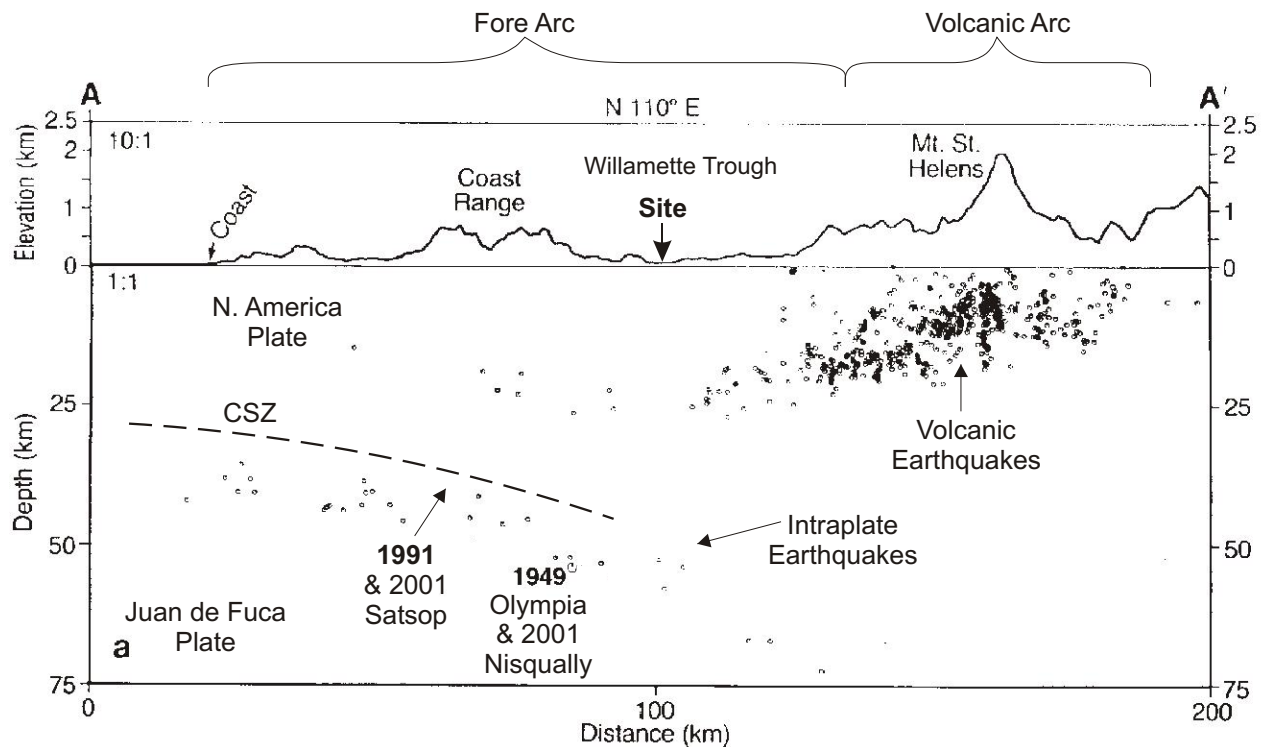 Fore Arc
Volcanic Arc
A
N 110° E
A'
2.5
2
1
0
Elevation (km)
10:1
Coast
Coast
Range
Willamette Trough
Site
Mt. St.
Helens
2.5
2
1
0
1:1
N. America
Plate
25
CSZ
Volcanic
Earthquakes
25
Depth (km)
50
1991
& 2001
Satsop
1949
Olympia
& 2001
Nisqually
Intraplate
Earthquakes
50
Juan de Fuca
Plate
a
75
75
0
100
200
Distance (km)